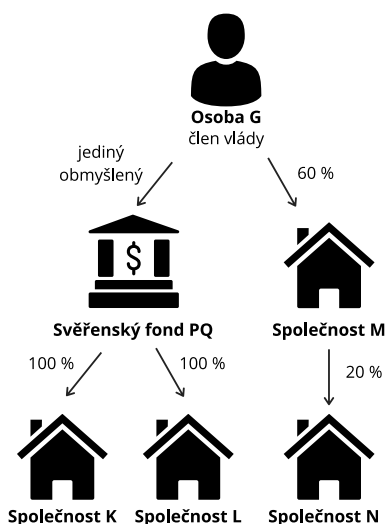 Osoba G
člen vlády
jediný
obmyšlený
60 %
$
Svěřenský fond PQ
Společnost M
100 %
100 %
20 %
Společnost K
Společnost L
Společnost N